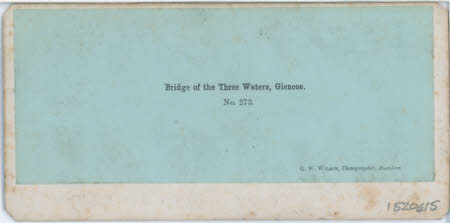 Bridge of the Three Waters, Glencoe.
No. 273.
G. W. Wilson, Photographer, Aberdeen.
1520615